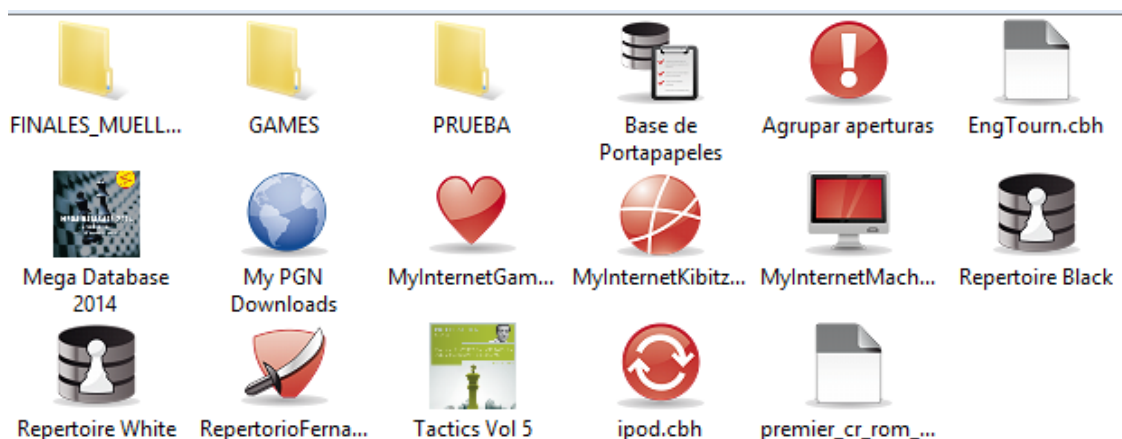 FINALES_MUELL... GAMES PRUEBA Base de Portapapeles Agrupar aperturas EngTourn.cbh
Mega Database 2014 My PGN Downloads MyInternetGam... MyInternetKibitz... MyInternetMach... Repertoire Black
Repertoire White RepertorioFerna... Tactics Vol 5 ipod.cbh premier_cr_rom_...